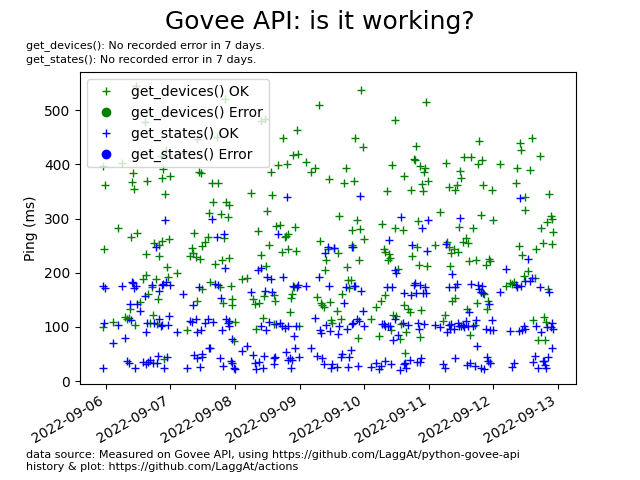 Govee API: is it working?
get_devices(): No recorded error in 7 days.
get_states(): No recorded error in 7 days.
get_devices() OK
get_devices() Error
get_states() OK
get_states() Error
Ping (ms)
500
400
300
200
100
0
2022-09-06
2022-09-07
2022-09-08
2022-09-09
2022-09-10
2022-09-11
2022-09-12
2022-09-13
data source: Measured on Govee API, using https://github.com/LaggAt/python-govee-api
history & plot: https://github.com/LaggAt/actions